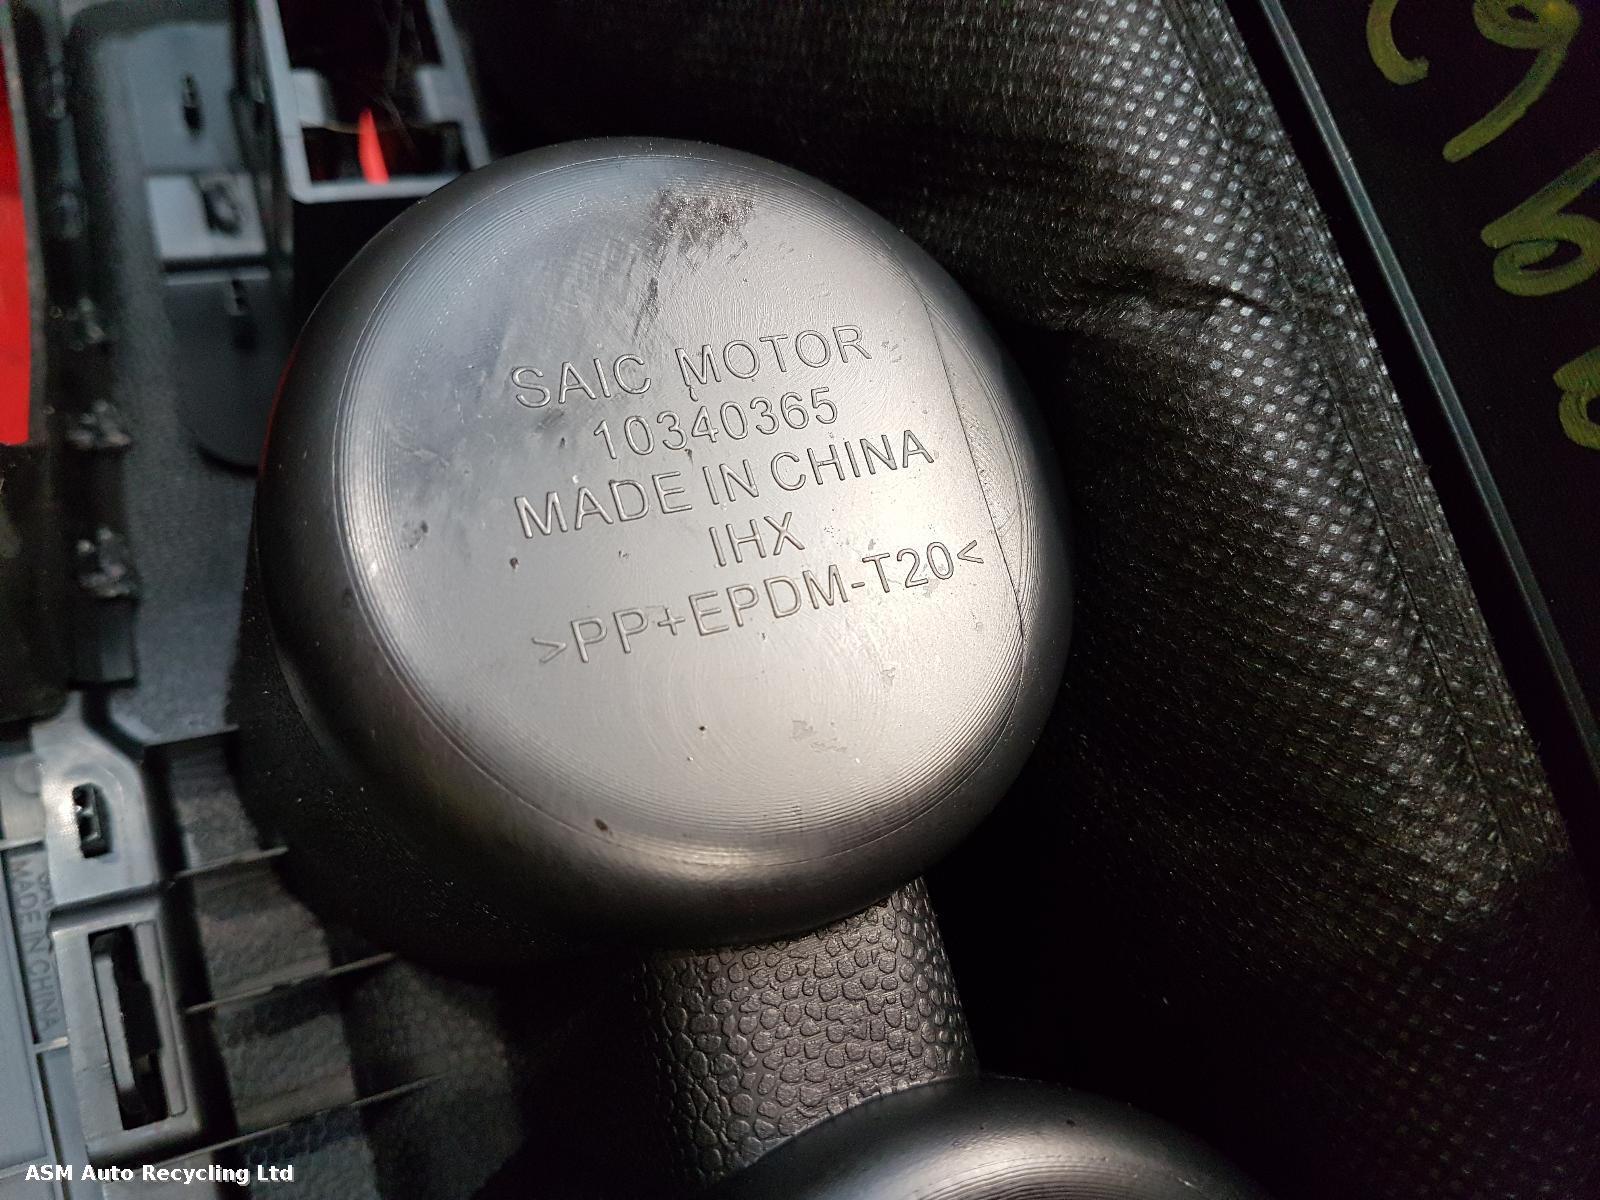 SAIC MOTOR
10340365
MADE IN CHINA
IHX
>PP+EPDM-T20<
MADE IN CHINA
ASM Auto Recycling Ltd